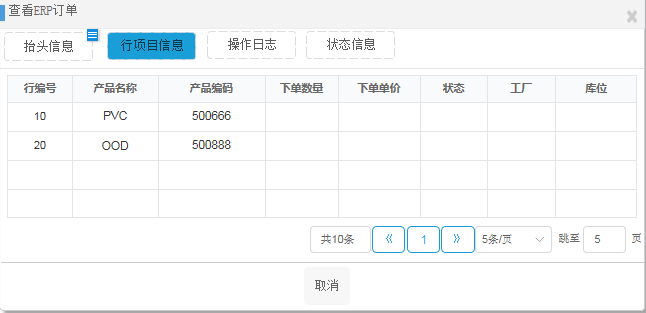 查看ERP订单
抬头信息 行项目信息 操作日志 状态信息
行编号 产品名称 产品编码 下单数量 下单单价 状态 工厂 库位
10 PVC 500666
20 OOD 500888
共10条 《 1 》 5条/页 跳至 5 页
取消